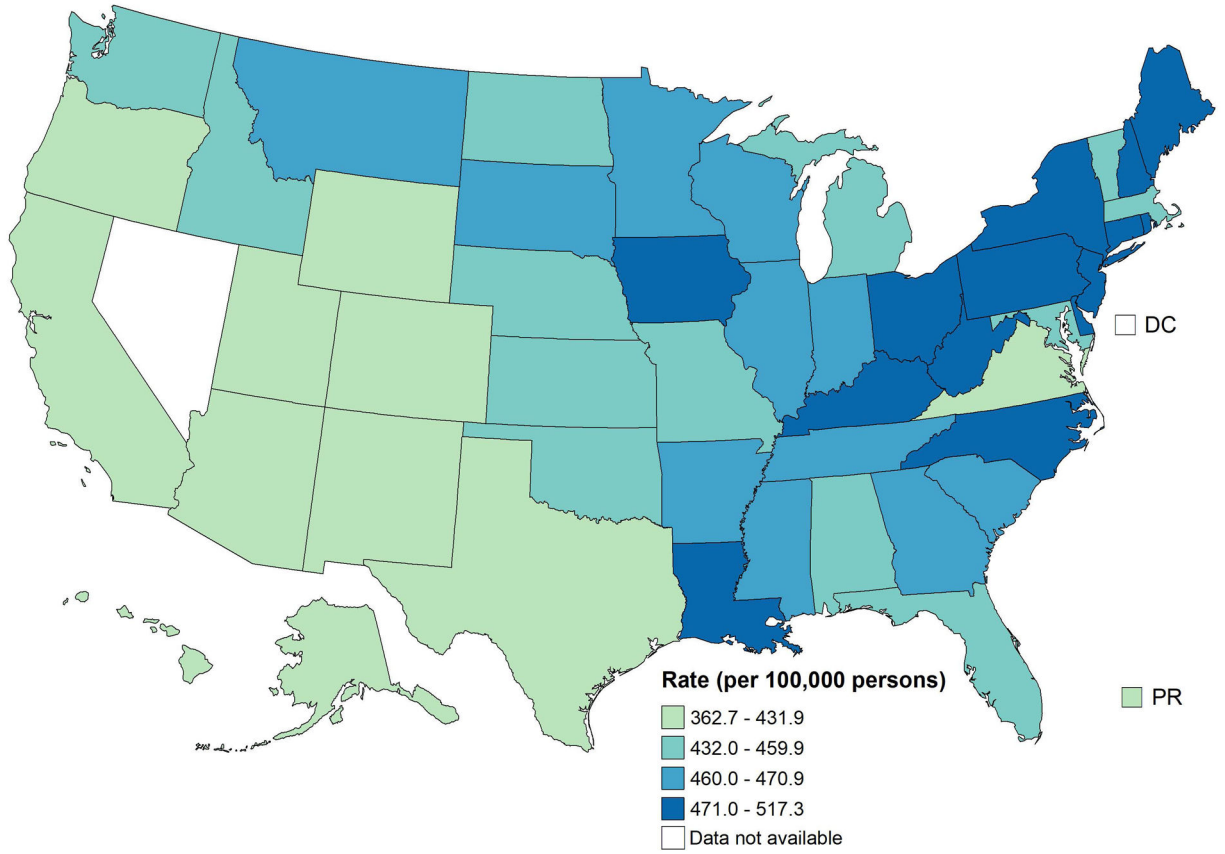 DC
Rate (per 100,000 persons)
PR
362.7 - 431.9
432.0 - 459.9
460.0 - 470.9
471.0 - 517.3
Data not available